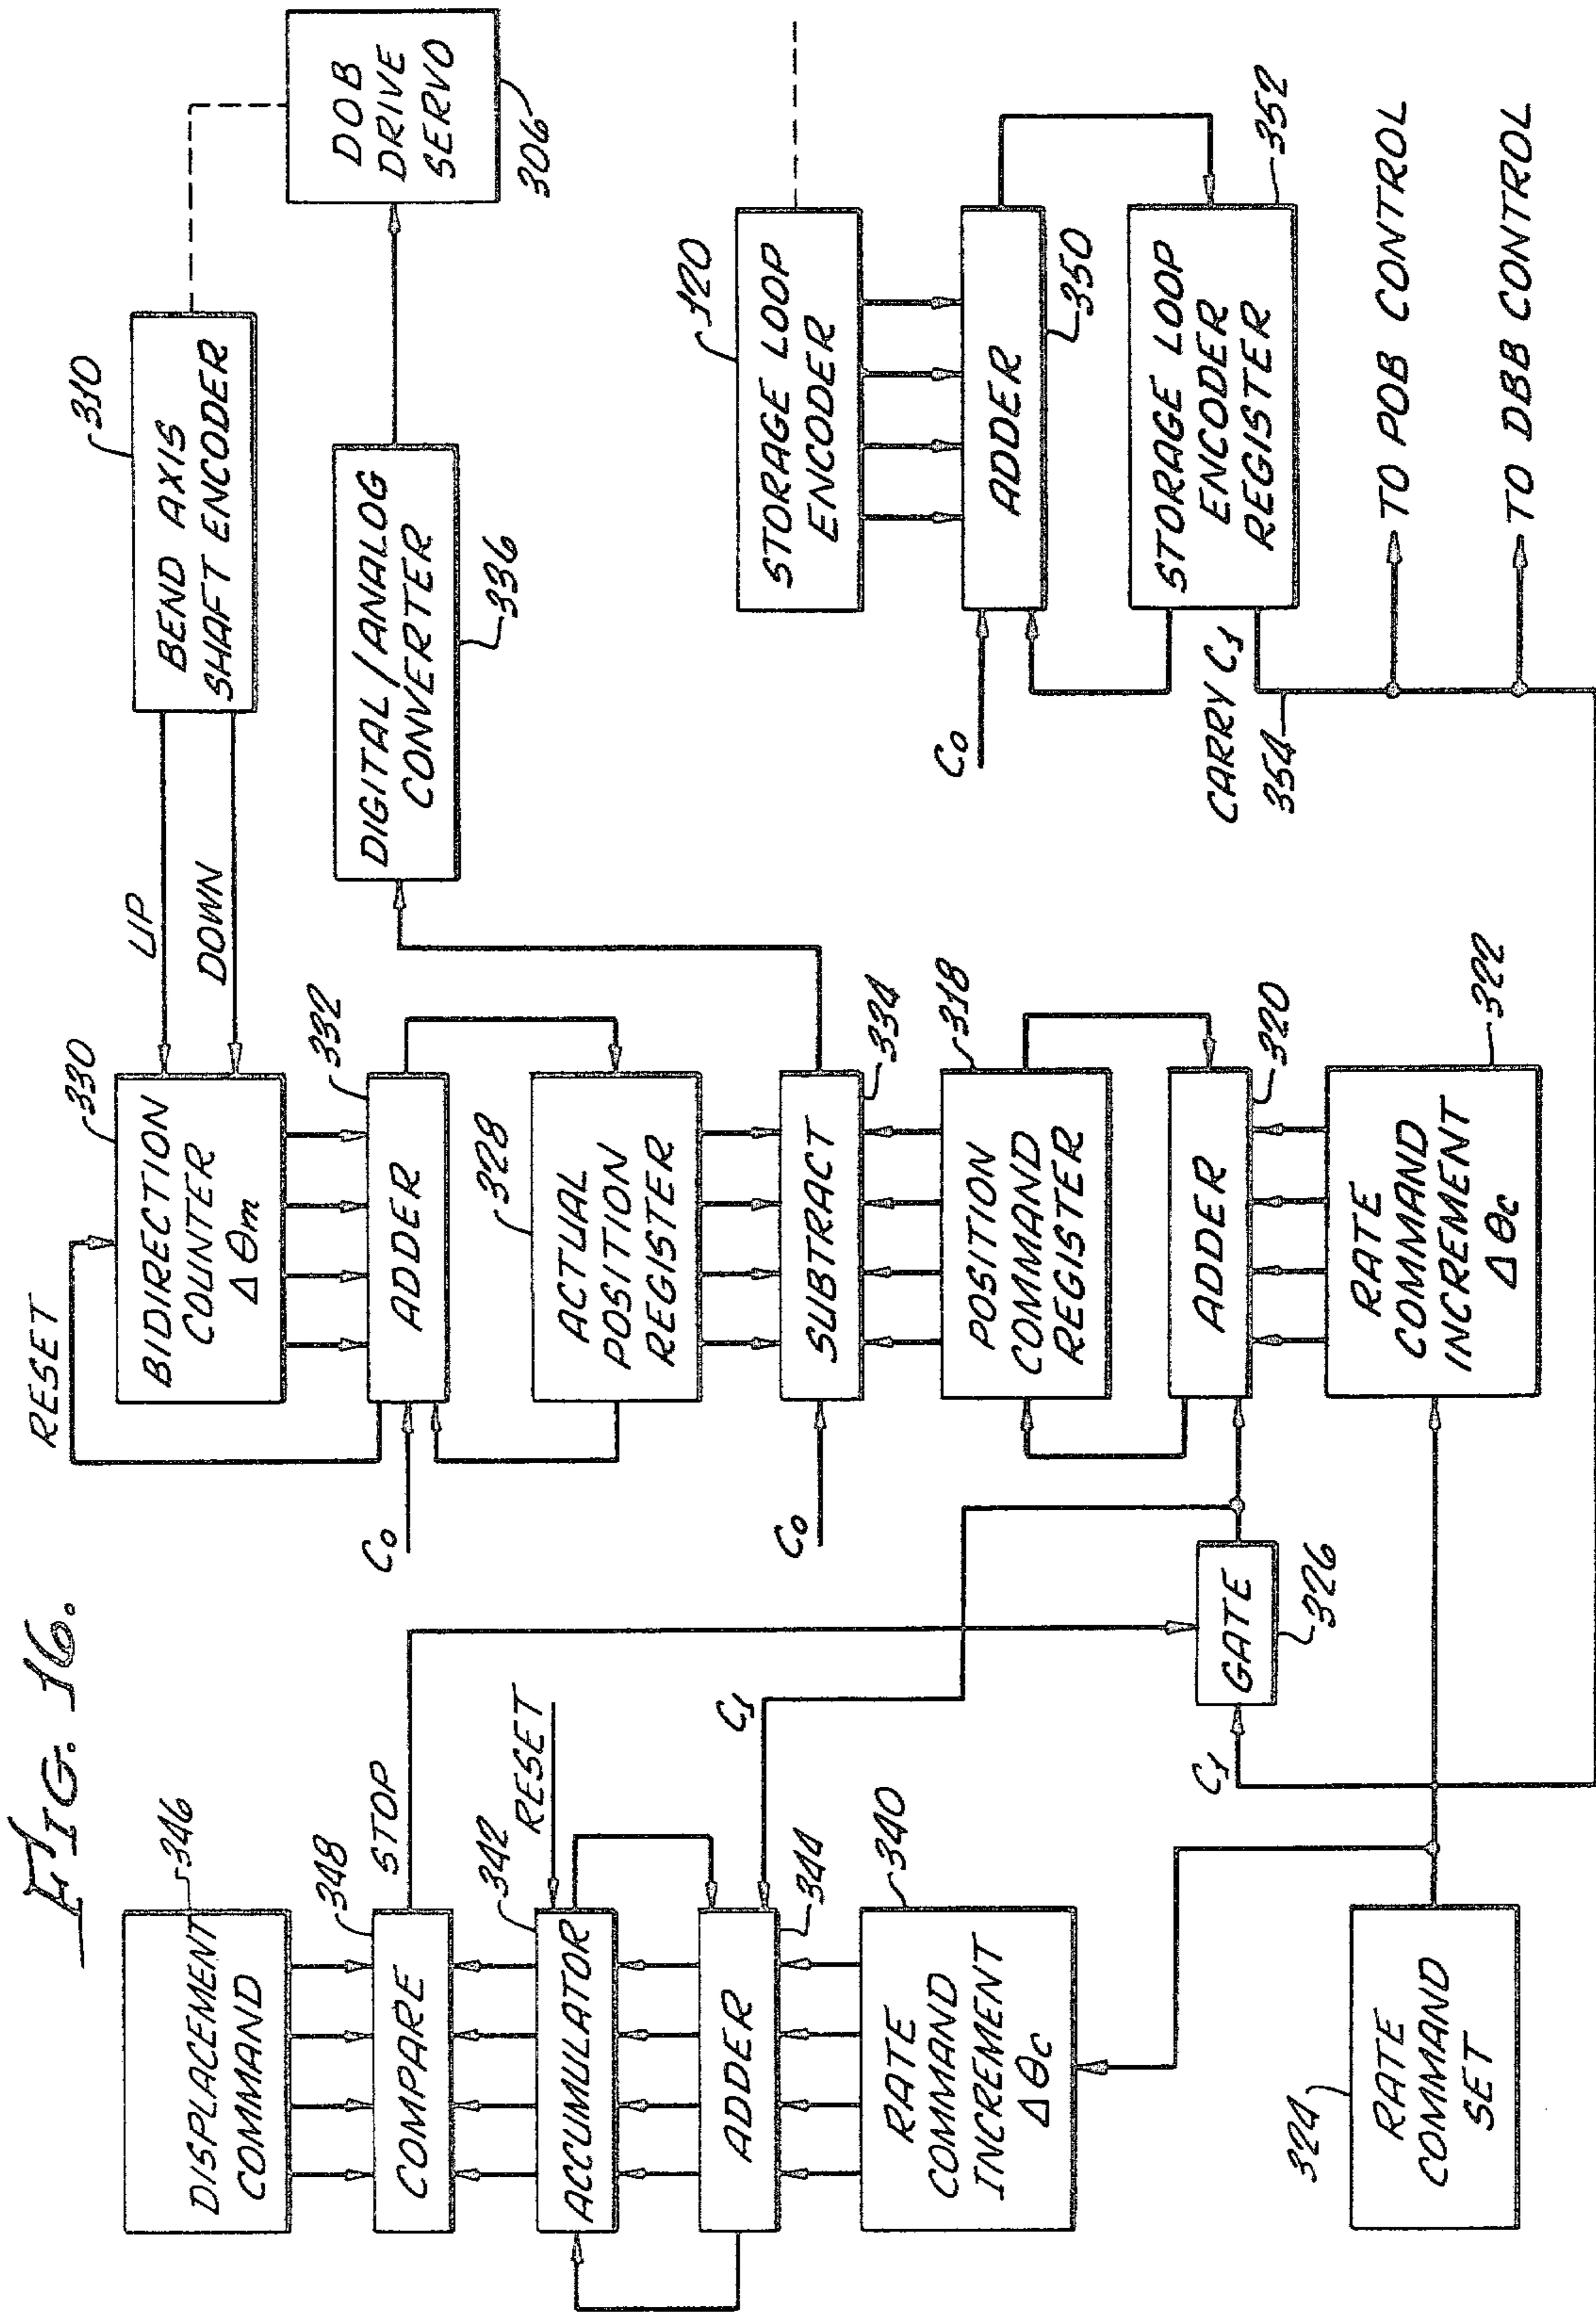 FIG. 16.
DISPLACEMENT
COMMAND
346
348
COMPARE
STOP
342
ACCUMULATOR
RESET
ADDER
344
C1
RATE
COMMAND
INCREMENT
Δθc
340
324
RATE
COMMAND
SET
C1
GATE
326
RESET
330
BIDIRECTION
COUNTER
Δθm
UP
DOWN
310
BEND AXIS
SHAFT ENCODER
DOB
DRIVE
SERVO
306
C0
332
ADDER
328
ACTUAL
POSITION
REGISTER
DIGITAL/ANALOG
CONVERTER
336
C0
SUBTRACT
334
318
POSITION
COMMAND
REGISTER
ADDER
320
RATE
COMMAND
INCREMENT
Δθc
322
120
STORAGE LOOP
ENCODER
C0
ADDER
350
STORAGE LOOP
ENCODER
REGISTER
352
CARRY C1
354
TO POB CONTROL
TO DBB CONTROL